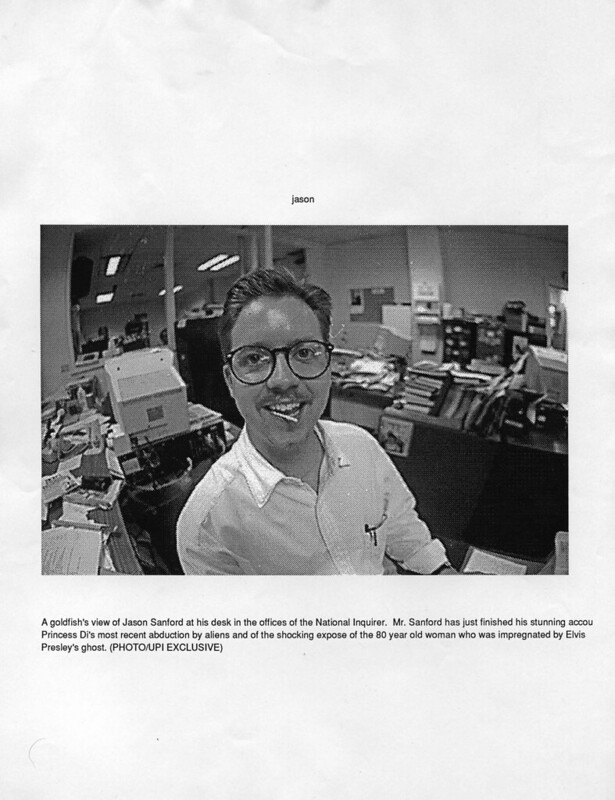 jason
A goldfish's view of Jason Sanford at his desk in the offices of the National Inquirer.  Mr. Sanford has just finished his stunning accou
Princess Di's most recent abduction by aliens and of the shocking expose of the 80 year old woman who was impregnated by Elvis
Presley's ghost. (PHOTO/UPI EXCLUSIVE)